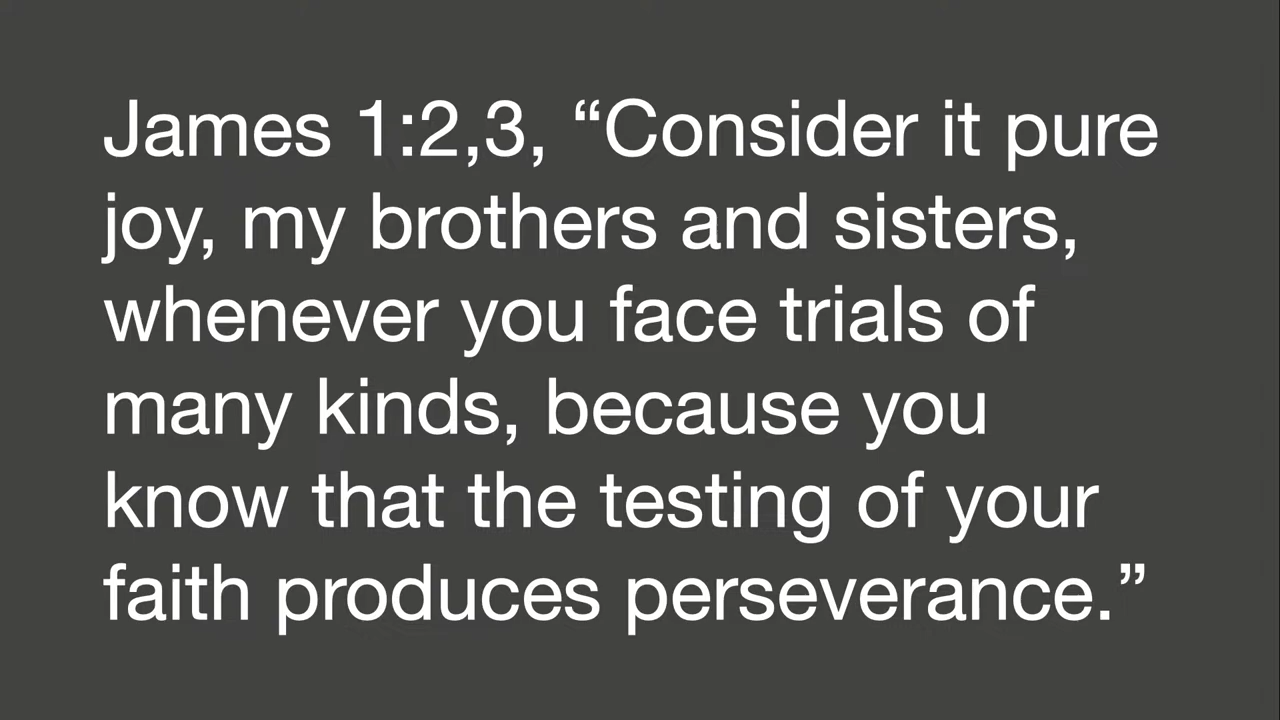 James 1:2,3, “Consider it pure
joy, my brothers and sisters,
whenever you face trials of
many kinds, because you
know that the testing of your
faith produces perseverance.”